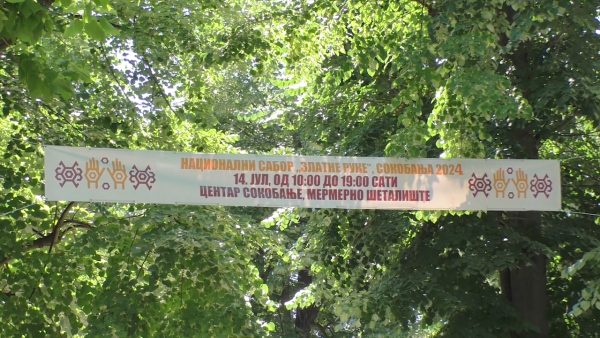 НАЦИОНАЛНИ САБОР „ЗЛАТНЕ РУКЕ“, СОКОБАЊА 2024
14. ЈУЛ, ОД 10:00 ДО 19:00 САТИ
ЦЕНТАР СОКОБАЊЕ, МЕРМЕРНО ШЕТАЛИШТЕ